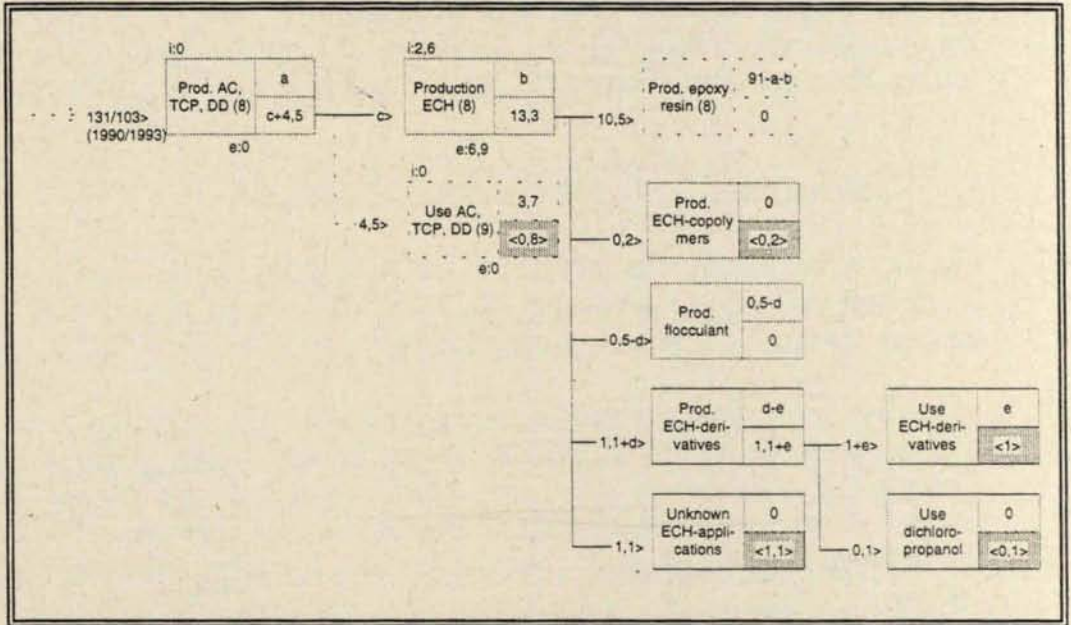 i:0
Prod. AC,
TCP, DD (8)
a
c+4,5
131/103>
(1990/1993)
e:0
c>
i:2,6
Production
ECH (8)
b
13,3
e:6,9
4,5>
i:0
Use AC,
TCP, DD (9)
3,7
<0,8>
e:0
10,5>
Prod. epoxy
resin (8)
91-a-b
0
0,2>
Prod.
ECH-copoly
mers
0
<0,2>
0,5-d>
Prod.
flocculant
0,5-d
0
1,1+d>
Prod.
ECH-deri-
vatives
d-e
1,1+e
1+e>
Use
ECH-deri-
vatives
e
<1>
1,1>
Unknown
ECH-appli-
cations
0
<1,1>
0,1>
Use
dichloro-
propanol
0
<0,1>